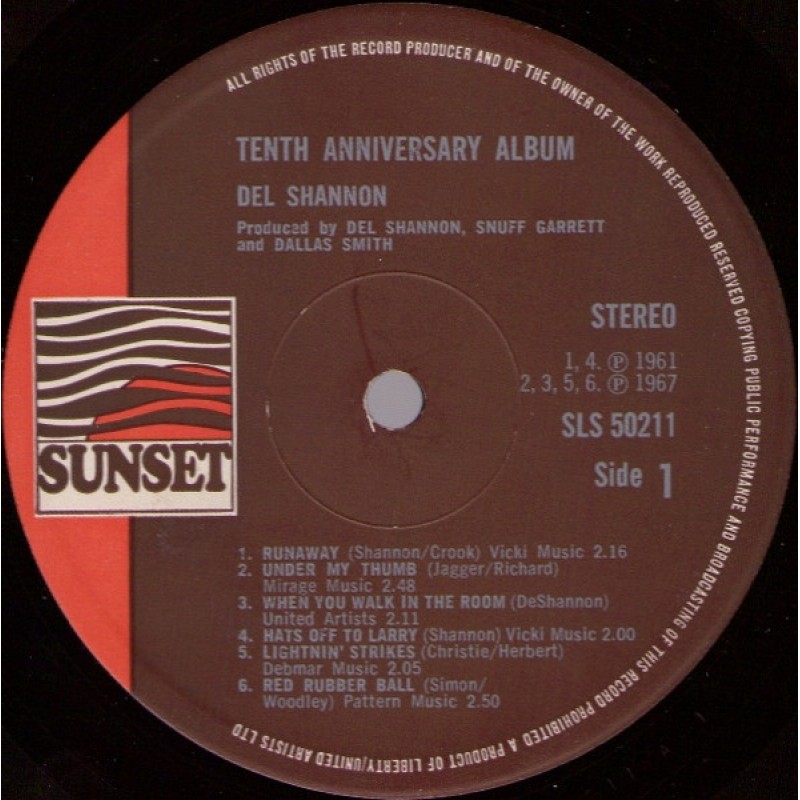 ALL RIGHTS OF THE RECORD PRODUCER AND OF THE OWNER OF THE WORK REPRODUCED RESERVED COPYING PUBLIC PERFORMANCE AND BROADCASTING OF THIS RECORD PROHIBITED A PRODUCT OF LIBERTY/UNITED ARTISTS LTD
TENTH ANNIVERSARY ALBUM
DEL SHANNON
Produced by DEL SHANNON, SNUFF GARRETT
and DALLAS SMITH
STEREO
1, 4. Ⓟ 1961
2, 3, 5, 6. Ⓟ 1967
SLS 50211
Side 1
SUNSET
1. RUNAWAY (Shannon/Crook) Vicki Music 2.16
2. UNDER MY THUMB (Jagger/Richard)
Mirage Music 2.48
3. WHEN YOU WALK IN THE ROOM (DeShannon)
United Artists 2.11
4. HATS OFF TO LARRY (Shannon) Vicki Music 2.00
5. LIGHTNIN' STRIKES (Christie/Herbert)
Debmar Music 2.05
6. RED RUBBER BALL (Simon/
Woodley) Pattern Music 2.50